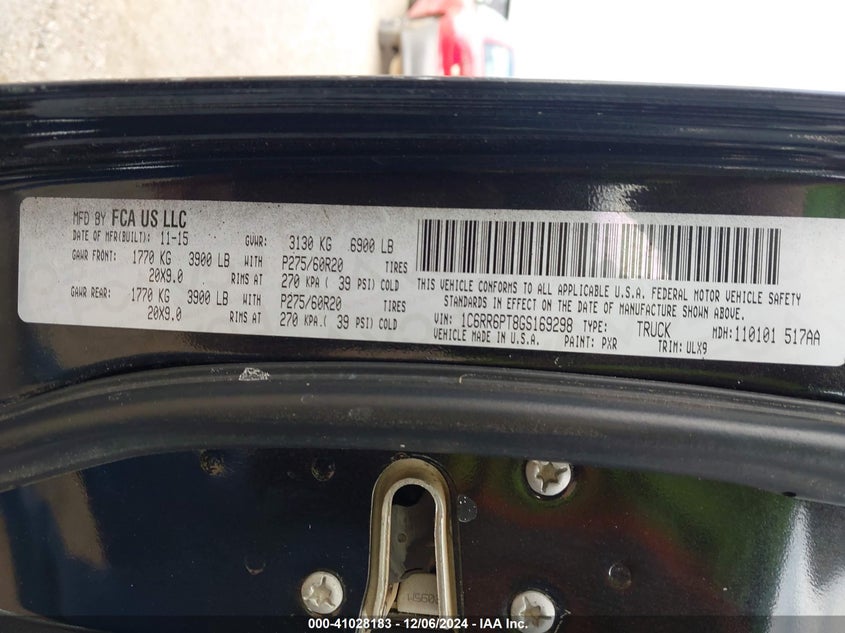 MFD BY FCA US LLC
DATE OF MFR(BUILT): 11-15 GVWR: 3130 KG 6900 LB
GAWR FRONT: 1770 KG 3900 LB WITH P275/60R20 TIRES
20X9.0 RIMS AT 270 KPA( 39 PSI) COLD
GAWR REAR: 1770 KG 3900 LB WITH P275/60R20 TIRES
20X9.0 RIMS AT 270 KPA.( 39 PSI) COLD
THIS VEHICLE CONFORMS TO ALL APPLICABLE U.S.A. FEDERAL MOTOR VEHICLE SAFETY
STANDARDS IN EFFECT ON THE DATE OF MANUFACTURE SHOWN ABOVE.
VIN: 1C6RR6PT8GS169298 TYPE: TRUCK MDH:110101 517AA
VEHICLE MADE IN U.S.A. PAINT: PXR TRIM:ULX9
000-41028183 - 12/06/2024 - IAA Inc.